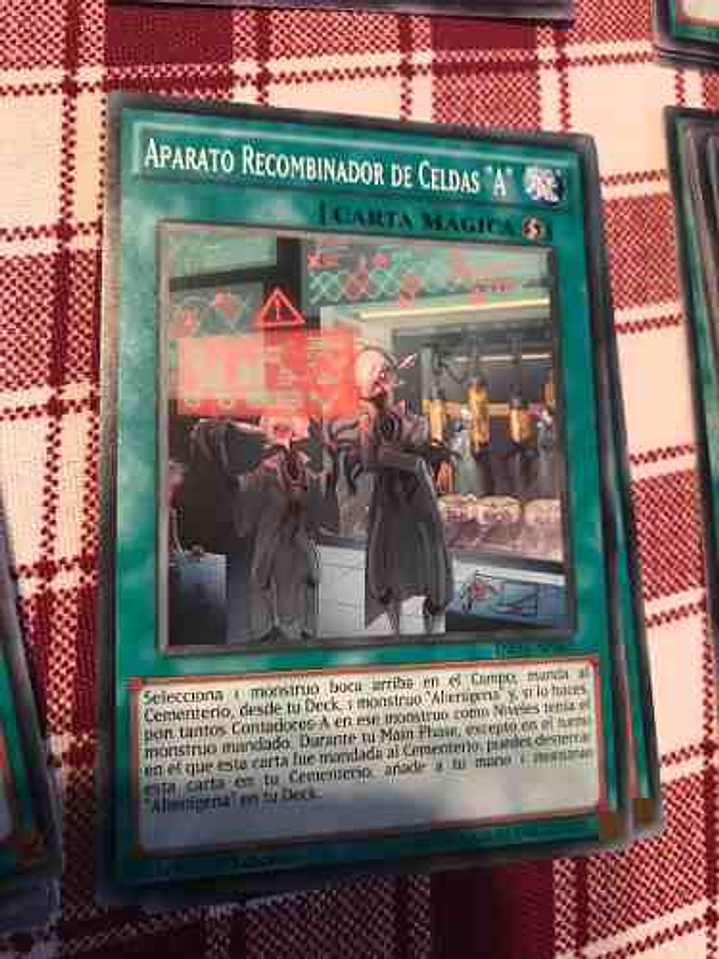 APARATO RECOMBINADOR DE CELDAS "A"
CARTA MÁGICA
Selecciona 1 monstruo boca arriba en el Campo, manda al
Cementerio, desde tu Deck, 1 monstruo "Alienígena" y, si lo haces,
pon tantos Contadores-A en ese monstruo como Niveles tenía el
monstruo mandado. Durante tu Main Phase, excepto en el turno
en el que esta carta fue mandada al Cementerio: puedes desterrar
esta carta en tu Cementerio; añade a tu mano 1 monstruo
"Alienígena" en tu Deck.